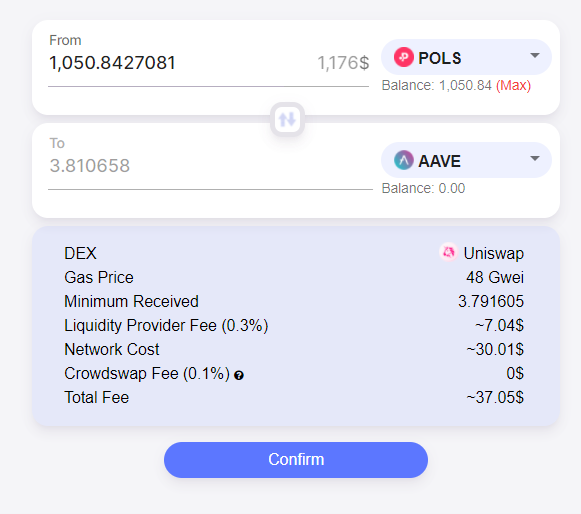 From
1,050.8427081 1,176$ POLS
Balance: 1,050.84 (Max)
To
3.810658 AAVE
Balance: 0.00
DEX Uniswap
Gas Price 48 Gwei
Minimum Received 3.791605
Liquidity Provider Fee (0.3%) ~7.04$
Network Cost ~30.01$
Crowdswap Fee (0.1%) ? 0$
Total Fee ~37.05$
Confirm